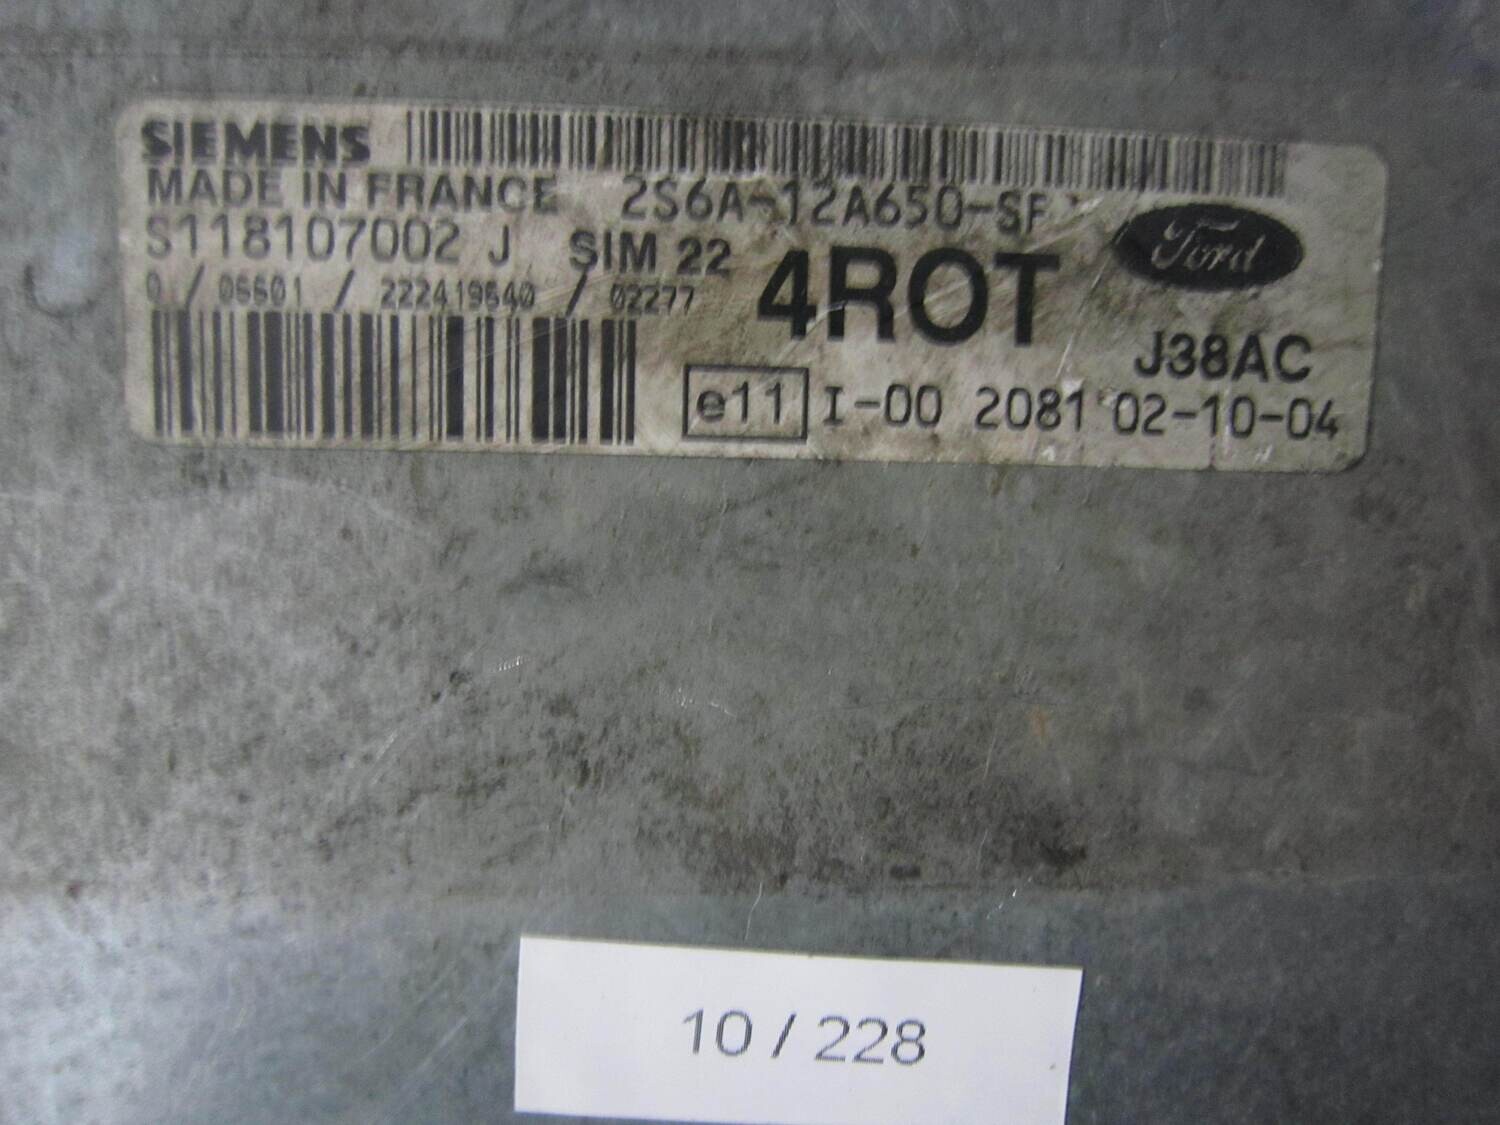 SIEMENS
MADE IN FRANCE 2S6A-12A650-SF
S118107002 J SIM 22
4ROT
Ford
0 / 06601 / 222419640 / 02277
J38AC
e11 I-00 2081 02-10-04
10 / 228